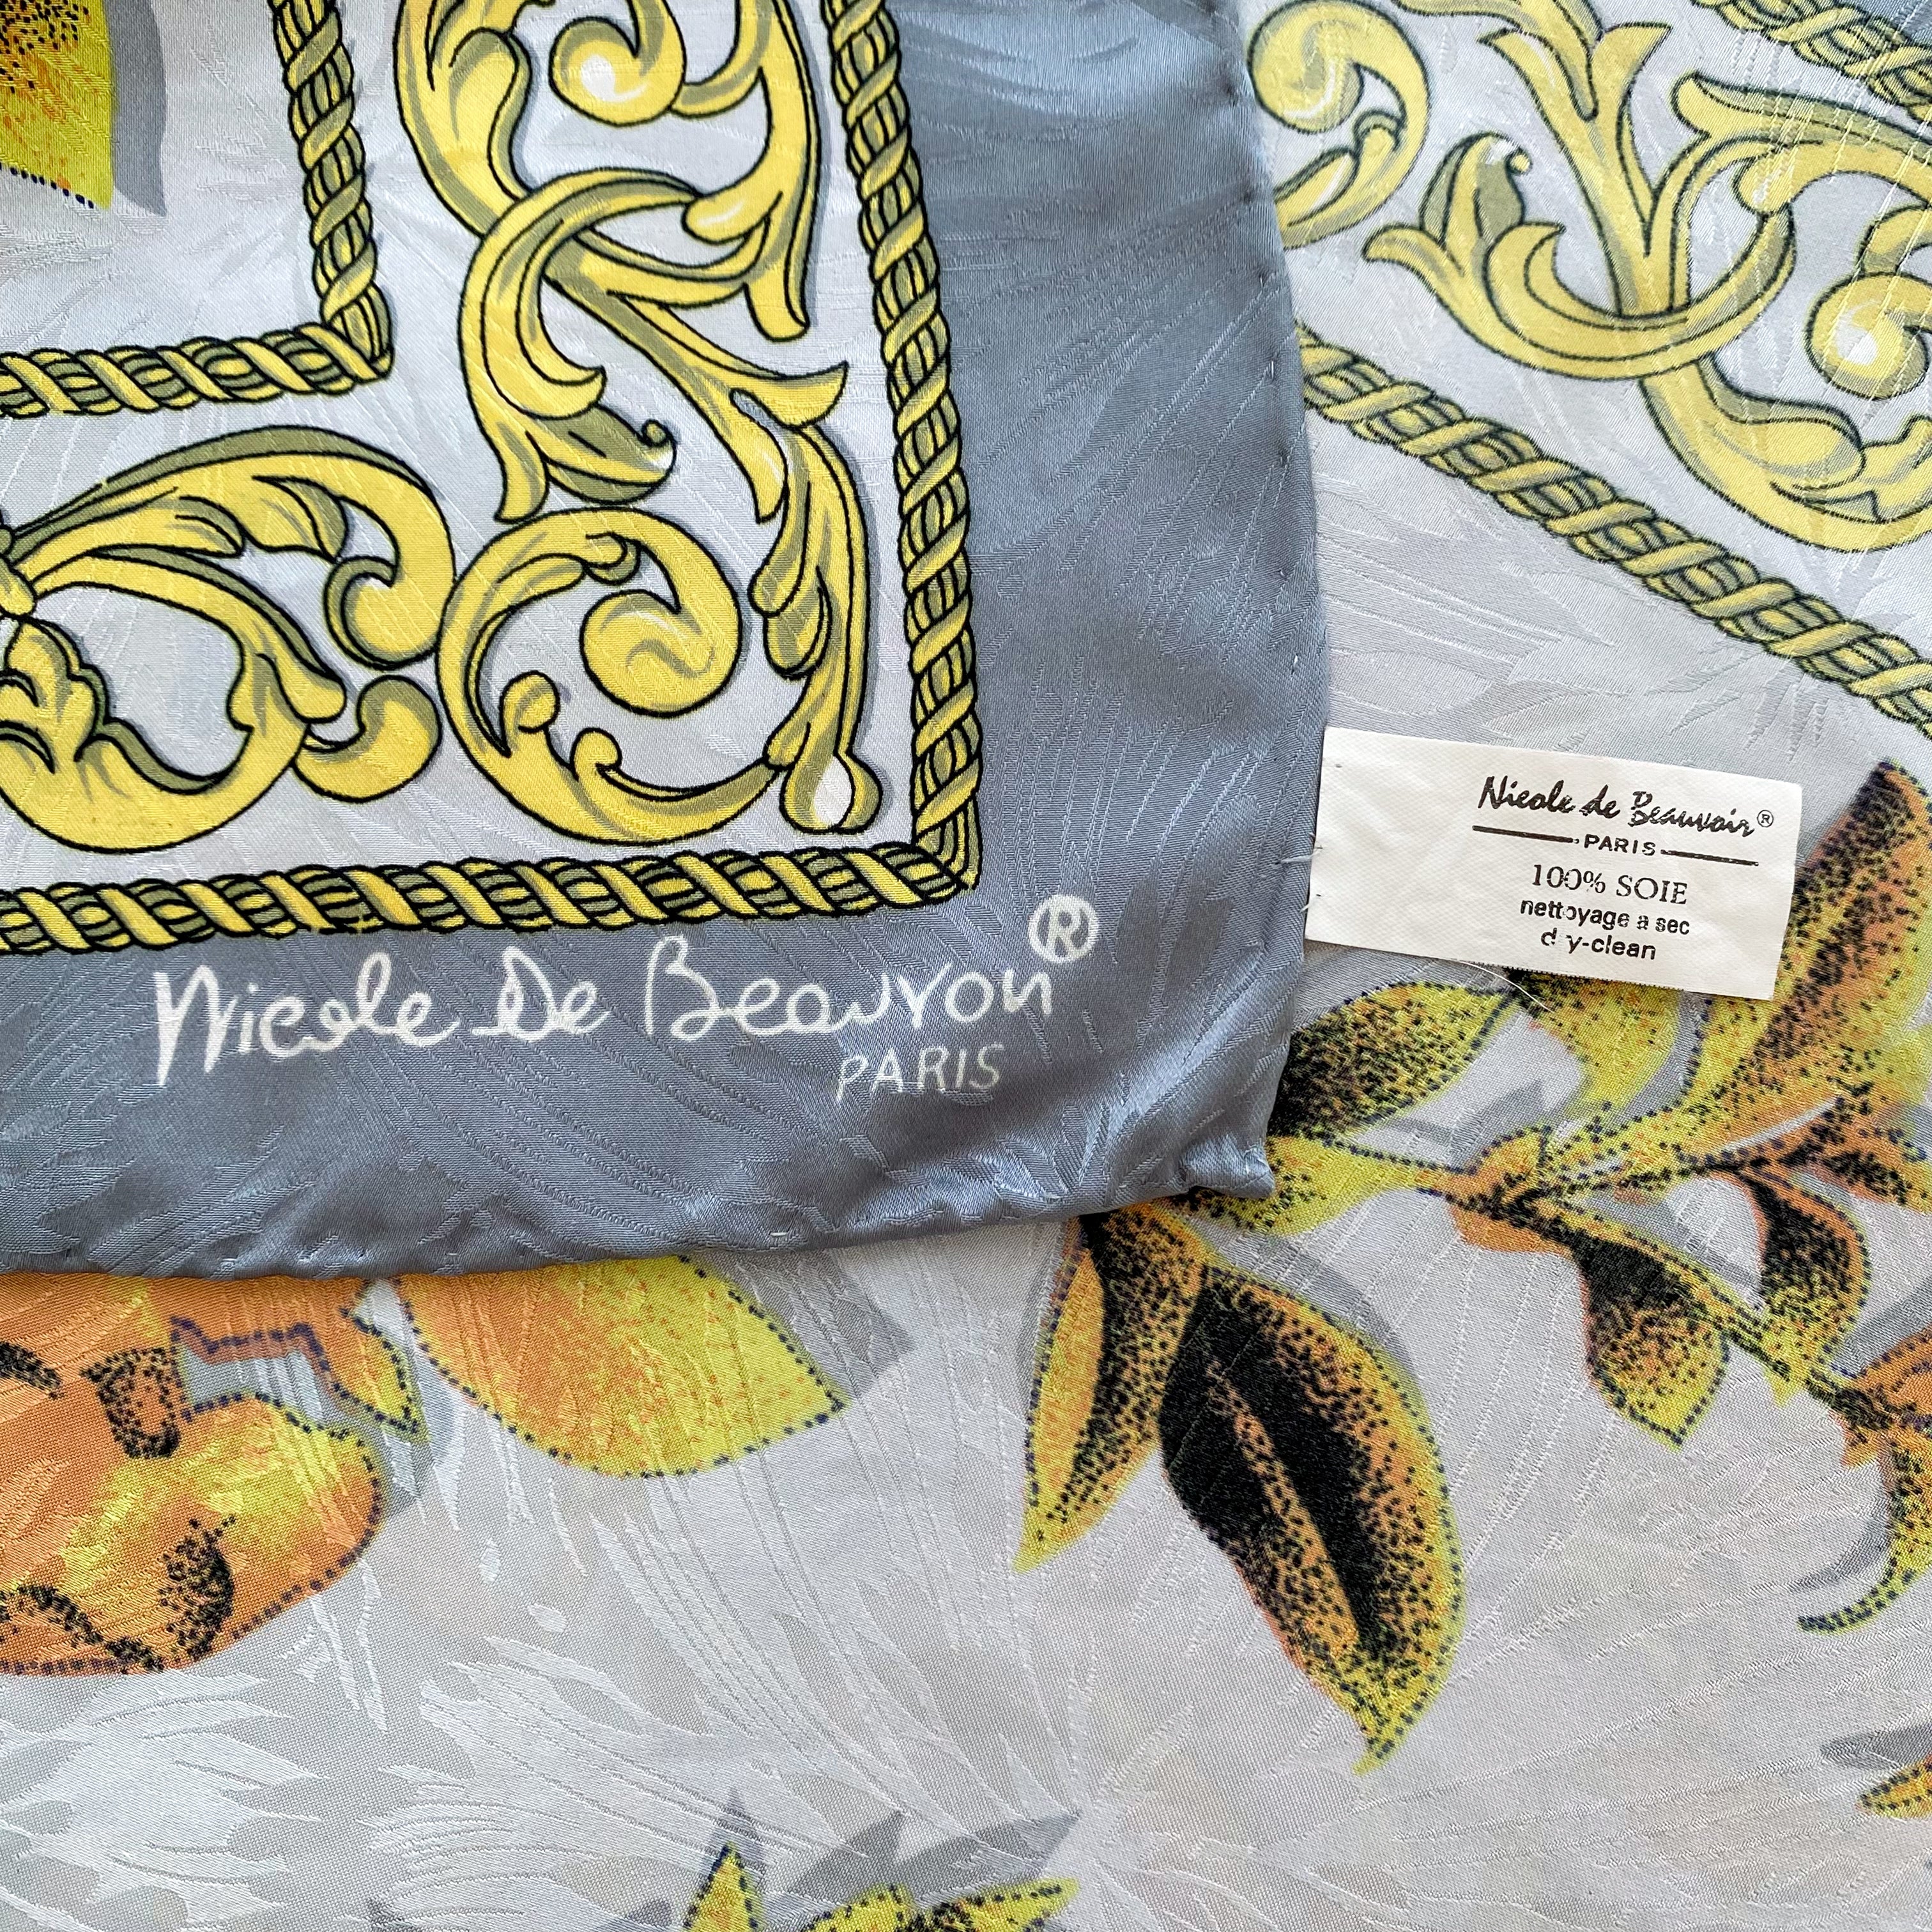 Nicole De Beauvoir®
PARIS
Nicole de Beauvoir®
PARIS
100% SOIE
nettoyage a sec
dry-clean